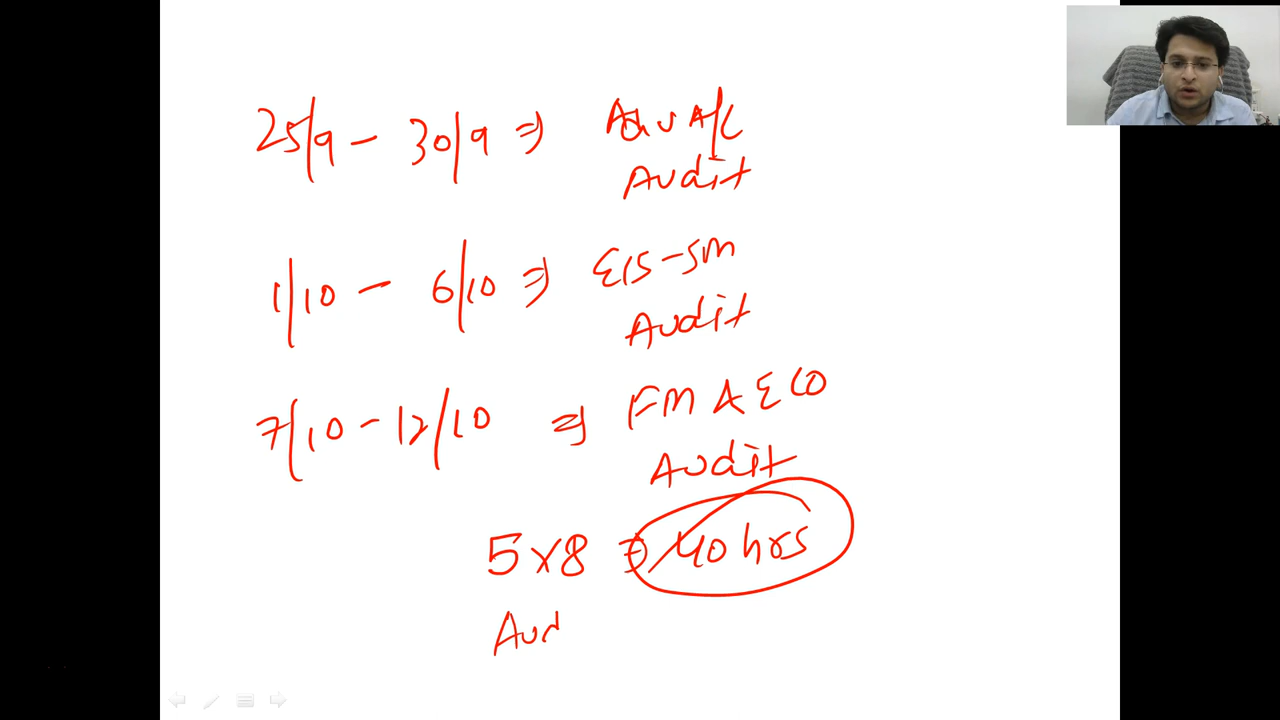 25/9 - 30/9 ⇒ Adv A/C
Audit
1/10 - 6/10 ⇒ EIS-SM
Audit
7/10 - 12/10 ⇒ FM & ECO
Audit
5x8 ⇒ 40 hrs
Aud